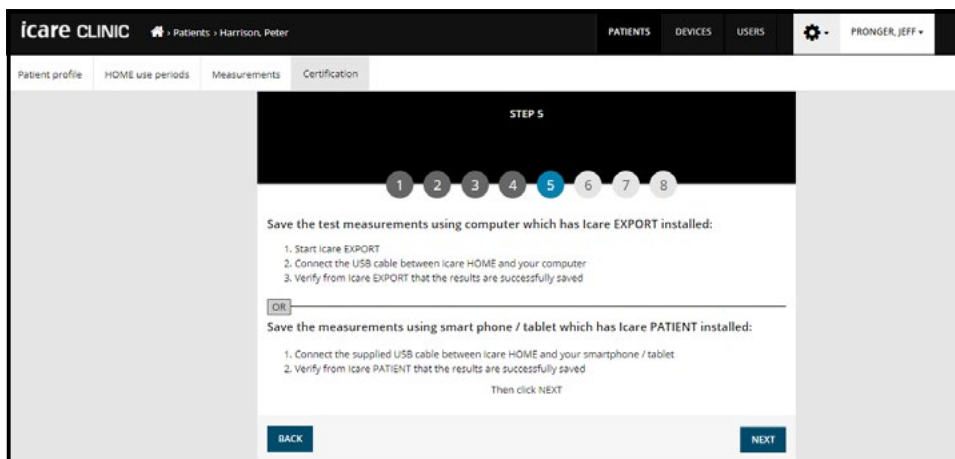 icare CLINIC › Patients › Harrison, Peter PATIENTS DEVICES USERS PRONGER, JEFF
Patient profile HOME use periods Measurements Certification
STEP 5
1 2 3 4 5 6 7 8
Save the test measurements using computer which has Icare EXPORT installed:
1. Start Icare EXPORT
2. Connect the USB cable between Icare HOME and your computer
3. Verify from Icare EXPORT that the results are successfully saved
OR
Save the measurements using smart phone / tablet which has Icare PATIENT installed:
1. Connect the supplied USB cable between Icare HOME and your smartphone / tablet
2. Verify from Icare PATIENT that the results are successfully saved
Then click NEXT
BACK NEXT